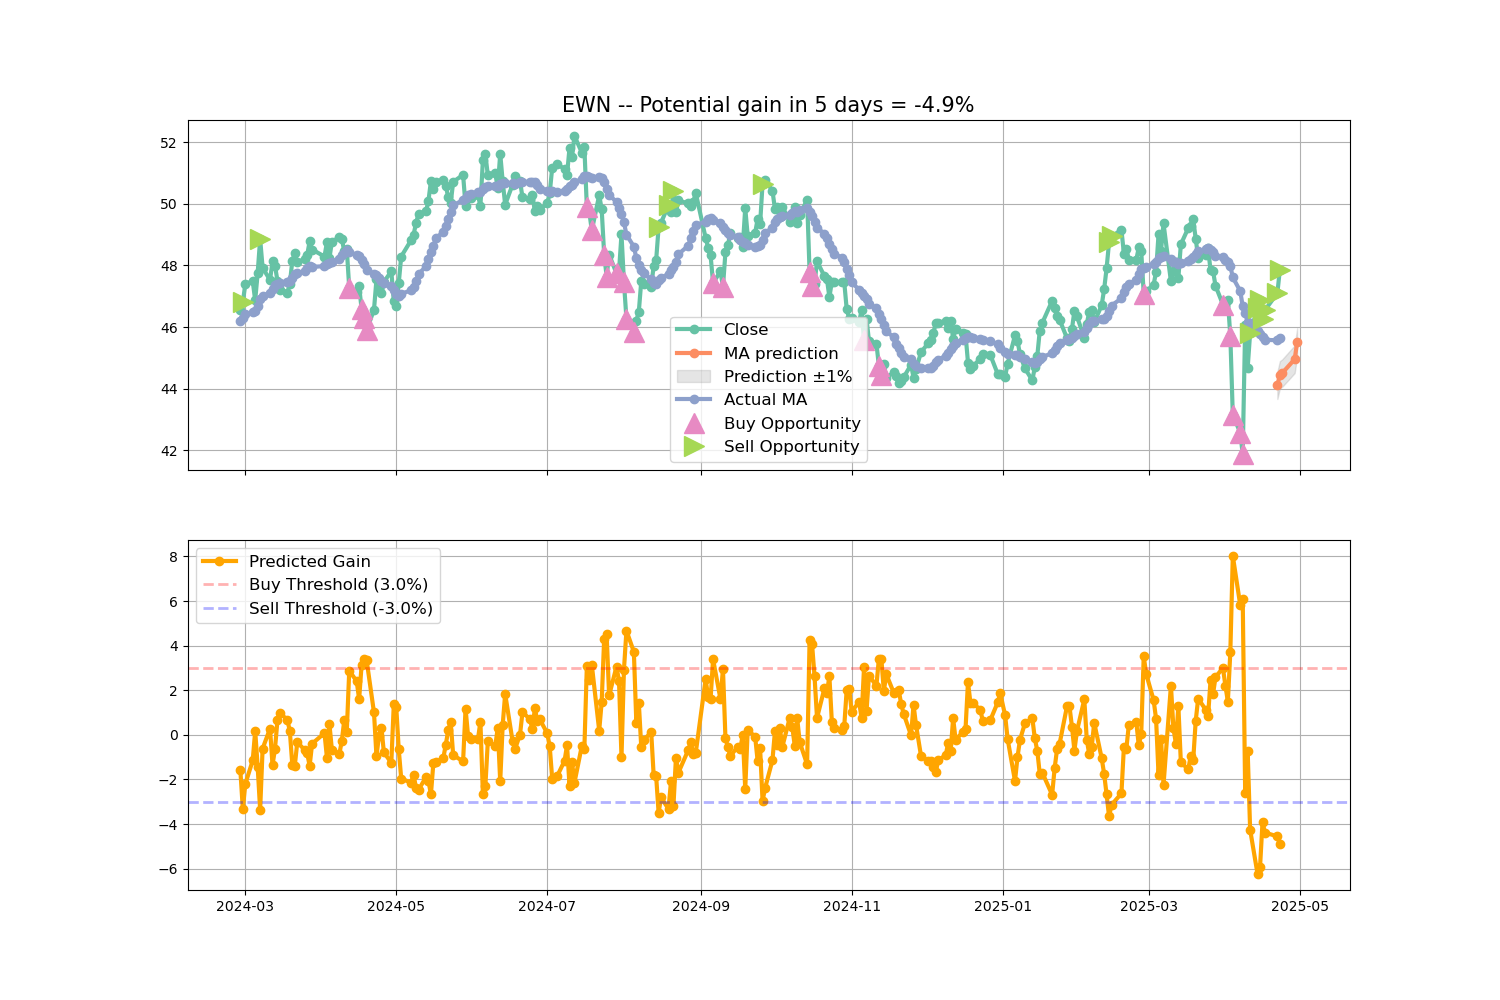 EWN -- Potential gain in 5 days = -4.9%
52
50
48
46
44
42
Close
MA prediction
Prediction ±1%
Actual MA
Buy Opportunity
Sell Opportunity
8
6
4
2
0
−2
−4
−6
Predicted Gain
Buy Threshold (3.0%)
Sell Threshold (-3.0%)
2024-03 2024-05 2024-07 2024-09 2024-11 2025-01 2025-03 2025-05